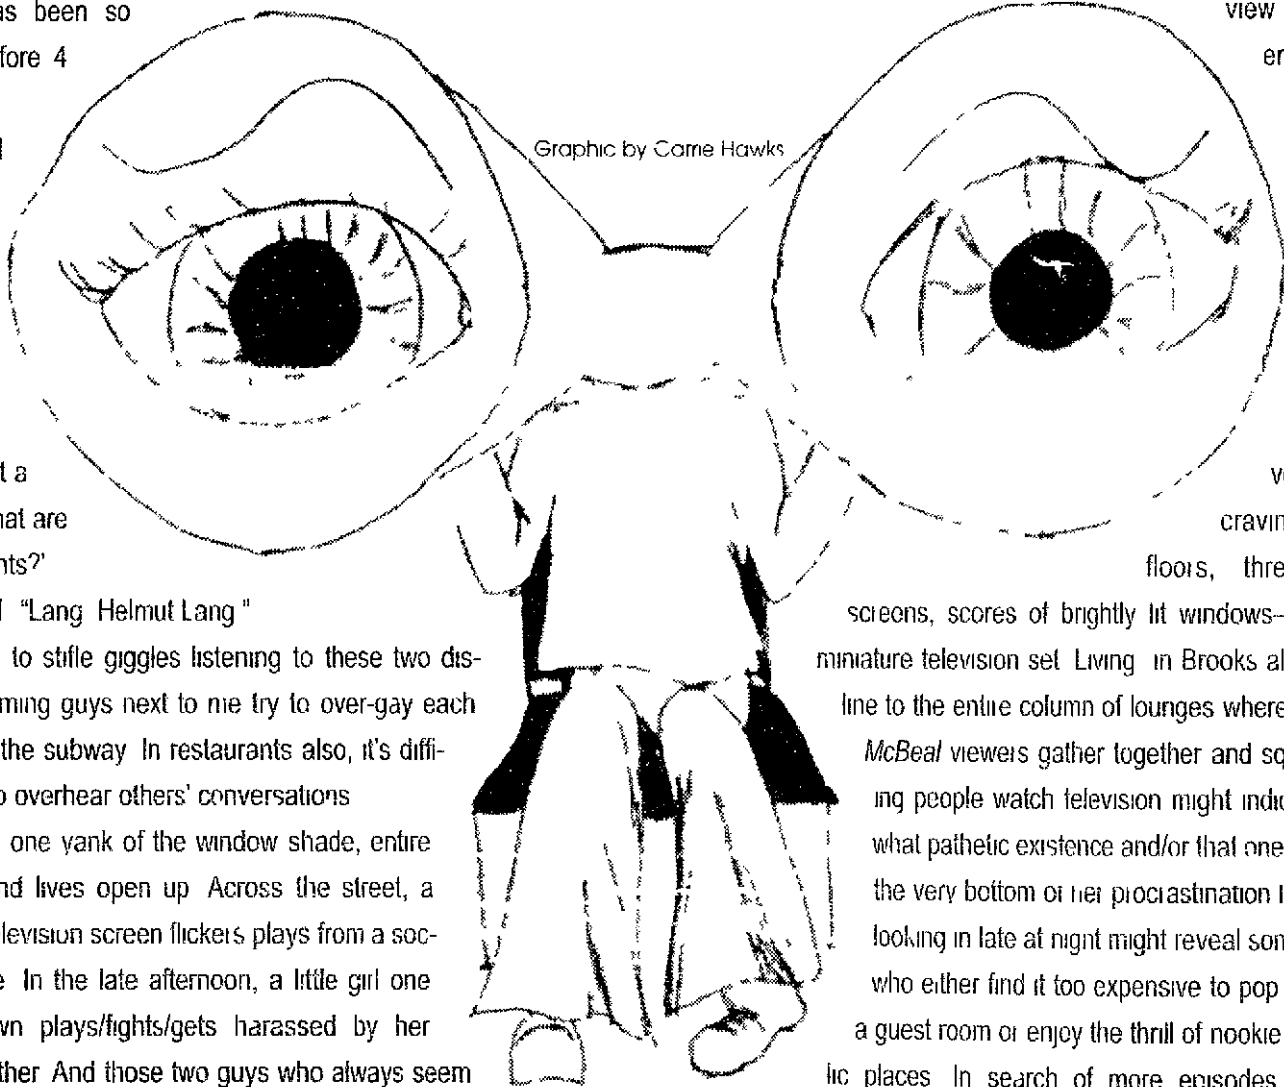 as been so
fore 4
t a
hat are
nts?'
"Lang Helmut Lang"
to stifle giggles listening to these two dis-
ming guys next to me try to over-gay each
the subway In restaurants also, it's diffi-
o overhear others' conversations
one yank of the window shade, entire
nd lives open up Across the street, a
levision screen flickers plays from a soc-
e In the late afternoon, a little girl one
wn plays/fights/gets harassed by her
ther And those two guys who always seem
Graphic by Carrie Hawks
view
er
ve
cravin
floors, thre
screens, scores of brightly lit windows--
miniature television set Living in Brooks al
line to the entire column of lounges where
McBeal viewers gather together and sq
ing people watch television might indic
what pathetic existence and/or that one
the very bottom of her procrastination l
looking in late at night might reveal son
who either find it too expensive to pop
a guest room or enjoy the thrill of nookie
lic places In search of more episodes